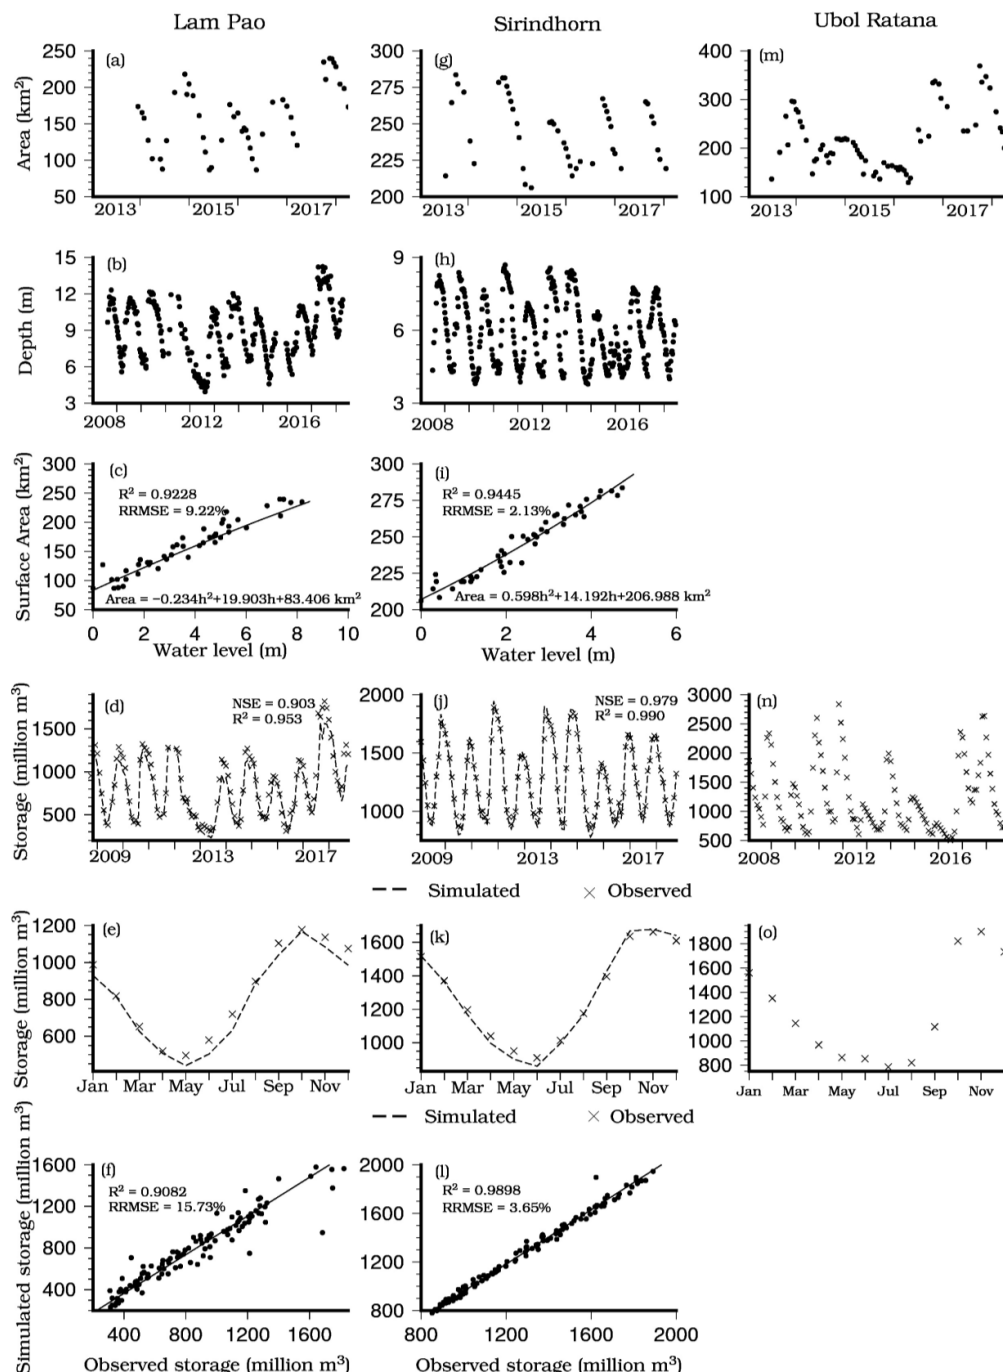 Lam Pao
Sirindhorn
Ubol Ratana
Area (km²)
250
200
150
100
50
(a)
2013
2015
2017
300
275
250
225
200
(g)
2013
2015
2017
400
300
200
100
(m)
2013
2015
2017
Depth (m)
15
12
9
6
3
(b)
2008
2012
2016
9
6
3
(h)
2008
2012
2016
Surface Area (km²)
300
250
200
150
100
50
(c)
R² = 0.9228
RRMSE = 9.22%
Area = −0.234h²+19.903h+83.406 km²
0
2
4
6
8
10
Water level (m)
300
275
250
225
200
(i)
R² = 0.9445
RRMSE = 2.13%
Area = 0.598h²+14.192h+206.988 km²
0
2
4
6
Water level (m)
Storage (million m³)
1500
1000
500
(d)
NSE = 0.903
R² = 0.953
2009
2013
2017
2000
1500
1000
(j)
NSE = 0.979
R² = 0.990
2009
2013
2017
3000
2500
2000
1500
1000
500
(n)
2008
2012
2016
Simulated
Observed
Storage (million m³)
1200
1000
800
600
(e)
Jan
Mar
May
Jul
Sep
Nov
1600
1400
1200
1000
(k)
Jan
Mar
May
Jul
Sep
Nov
1800
1600
1400
1200
1000
800
(o)
Jan
Mar
May
Jul
Sep
Nov
Simulated
Observed
Simulated storage (million m³)
1600
1200
800
400
(f)
R² = 0.9082
RRMSE = 15.73%
400
800
1200
1600
Observed storage (million m³)
2000
1600
1200
800
(l)
R² = 0.9898
RRMSE = 3.65%
800
1200
1600
2000
Observed storage (million m³)